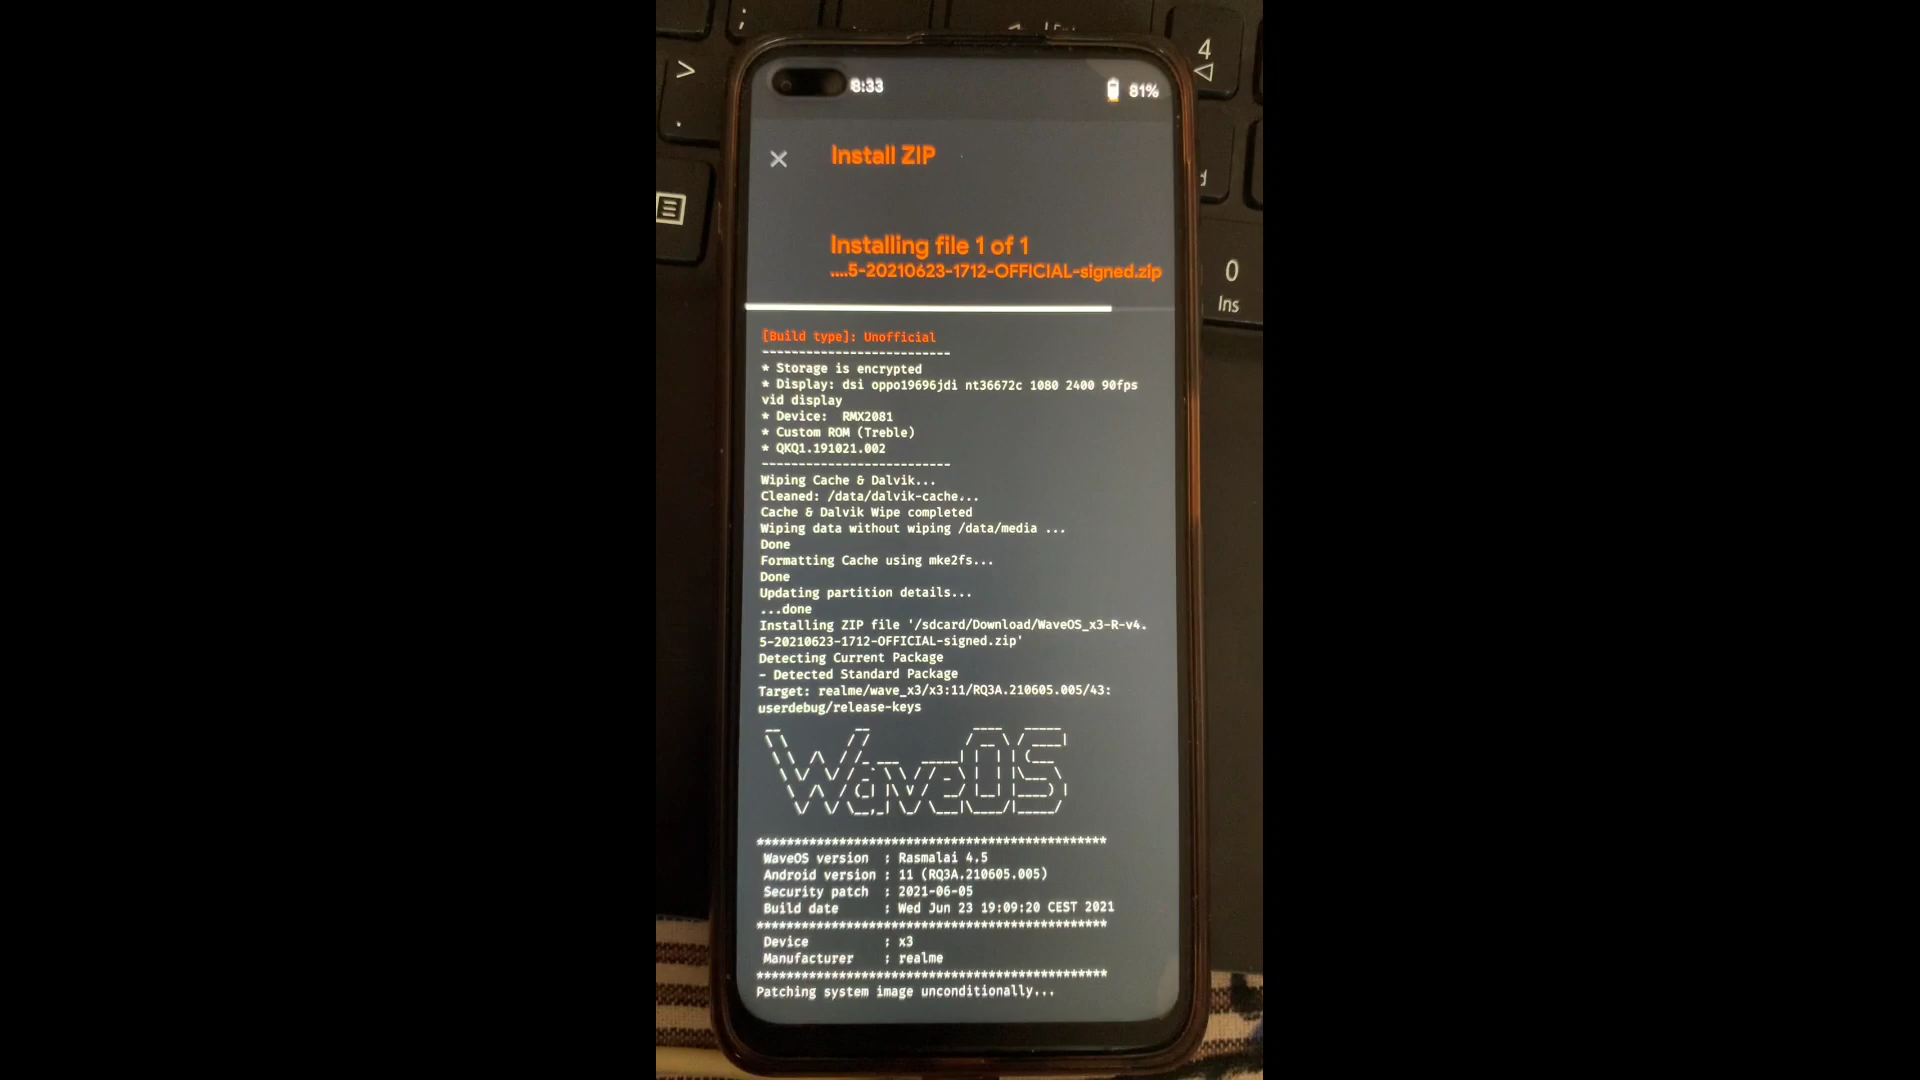 8:33
81%
Install ZIP
Installing file 1 of 1
....5-20210623-1712-OFFICIAL-signed.zip
[Build type]: Unofficial
--------------------------
* Storage is encrypted
* Display: dsi oppo19696jdi nt36672c 1080 2400 90fps
vid display
* Device:  RMX2081
* Custom ROM (Treble)
* QKQ1.191021.002
--------------------------
Wiping Cache & Dalvik...
Cleaned: /data/dalvik-cache...
Cache & Dalvik Wipe completed
Wiping data without wiping /data/media ...
Done
Formatting Cache using mke2fs...
Done
Updating partition details...
...done
Installing ZIP file '/sdcard/Download/WaveOS_x3-R-v4.
5-20210623-1712-OFFICIAL-signed.zip'
Detecting Current Package
- Detected Standard Package
Target: realme/wave_x3/x3:11/RQ3A.210605.005/43:
userdebug/release-keys
WaveOS
***********************************************
WaveOS version  : Rasmalai 4.5
Android version : 11 (RQ3A.210605.005)
Security patch  : 2021-06-05
Build date      : Wed Jun 23 19:09:20 CEST 2021
***********************************************
Device          : x3
Manufacturer    : realme
***********************************************
Patching system image unconditionally...
>
.
;
4
0
Ins